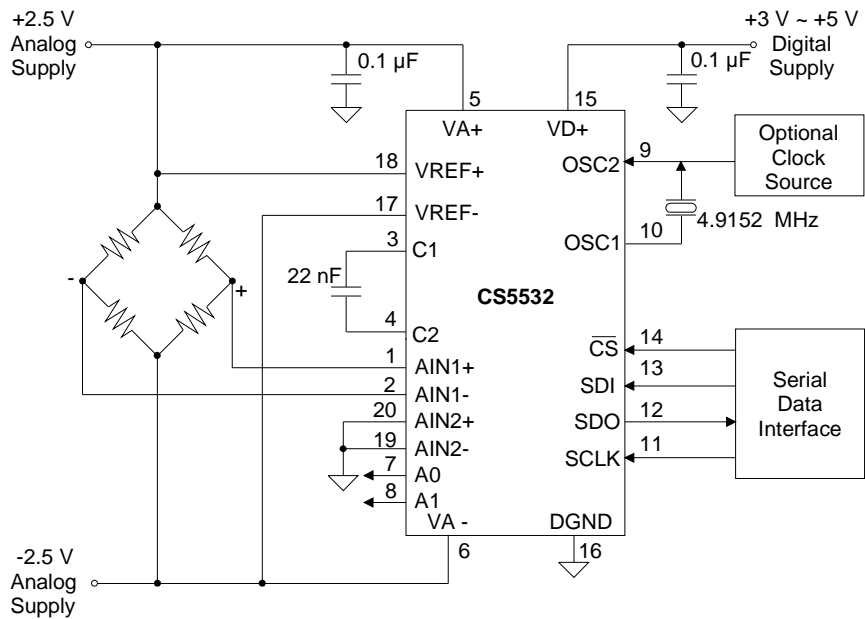 +2.5 V
Analog
Supply
+3 V ~ +5 V
Digital
Supply
0.1 µF
0.1 µF
5
15
VA+
VD+
Optional
Clock
Source
18
VREF+
OSC2
9
17
VREF-
4.9152 MHz
3
C1
OSC1
10
22 nF
CS5532
-
+
4
C2
1
AIN1+
CS
14
2
AIN1-
SDI
13
20
AIN2+
SDO
12
19
AIN2-
SCLK
11
7
A0
8
A1
Serial
Data
Interface
VA -
DGND
6
16
-2.5 V
Analog
Supply